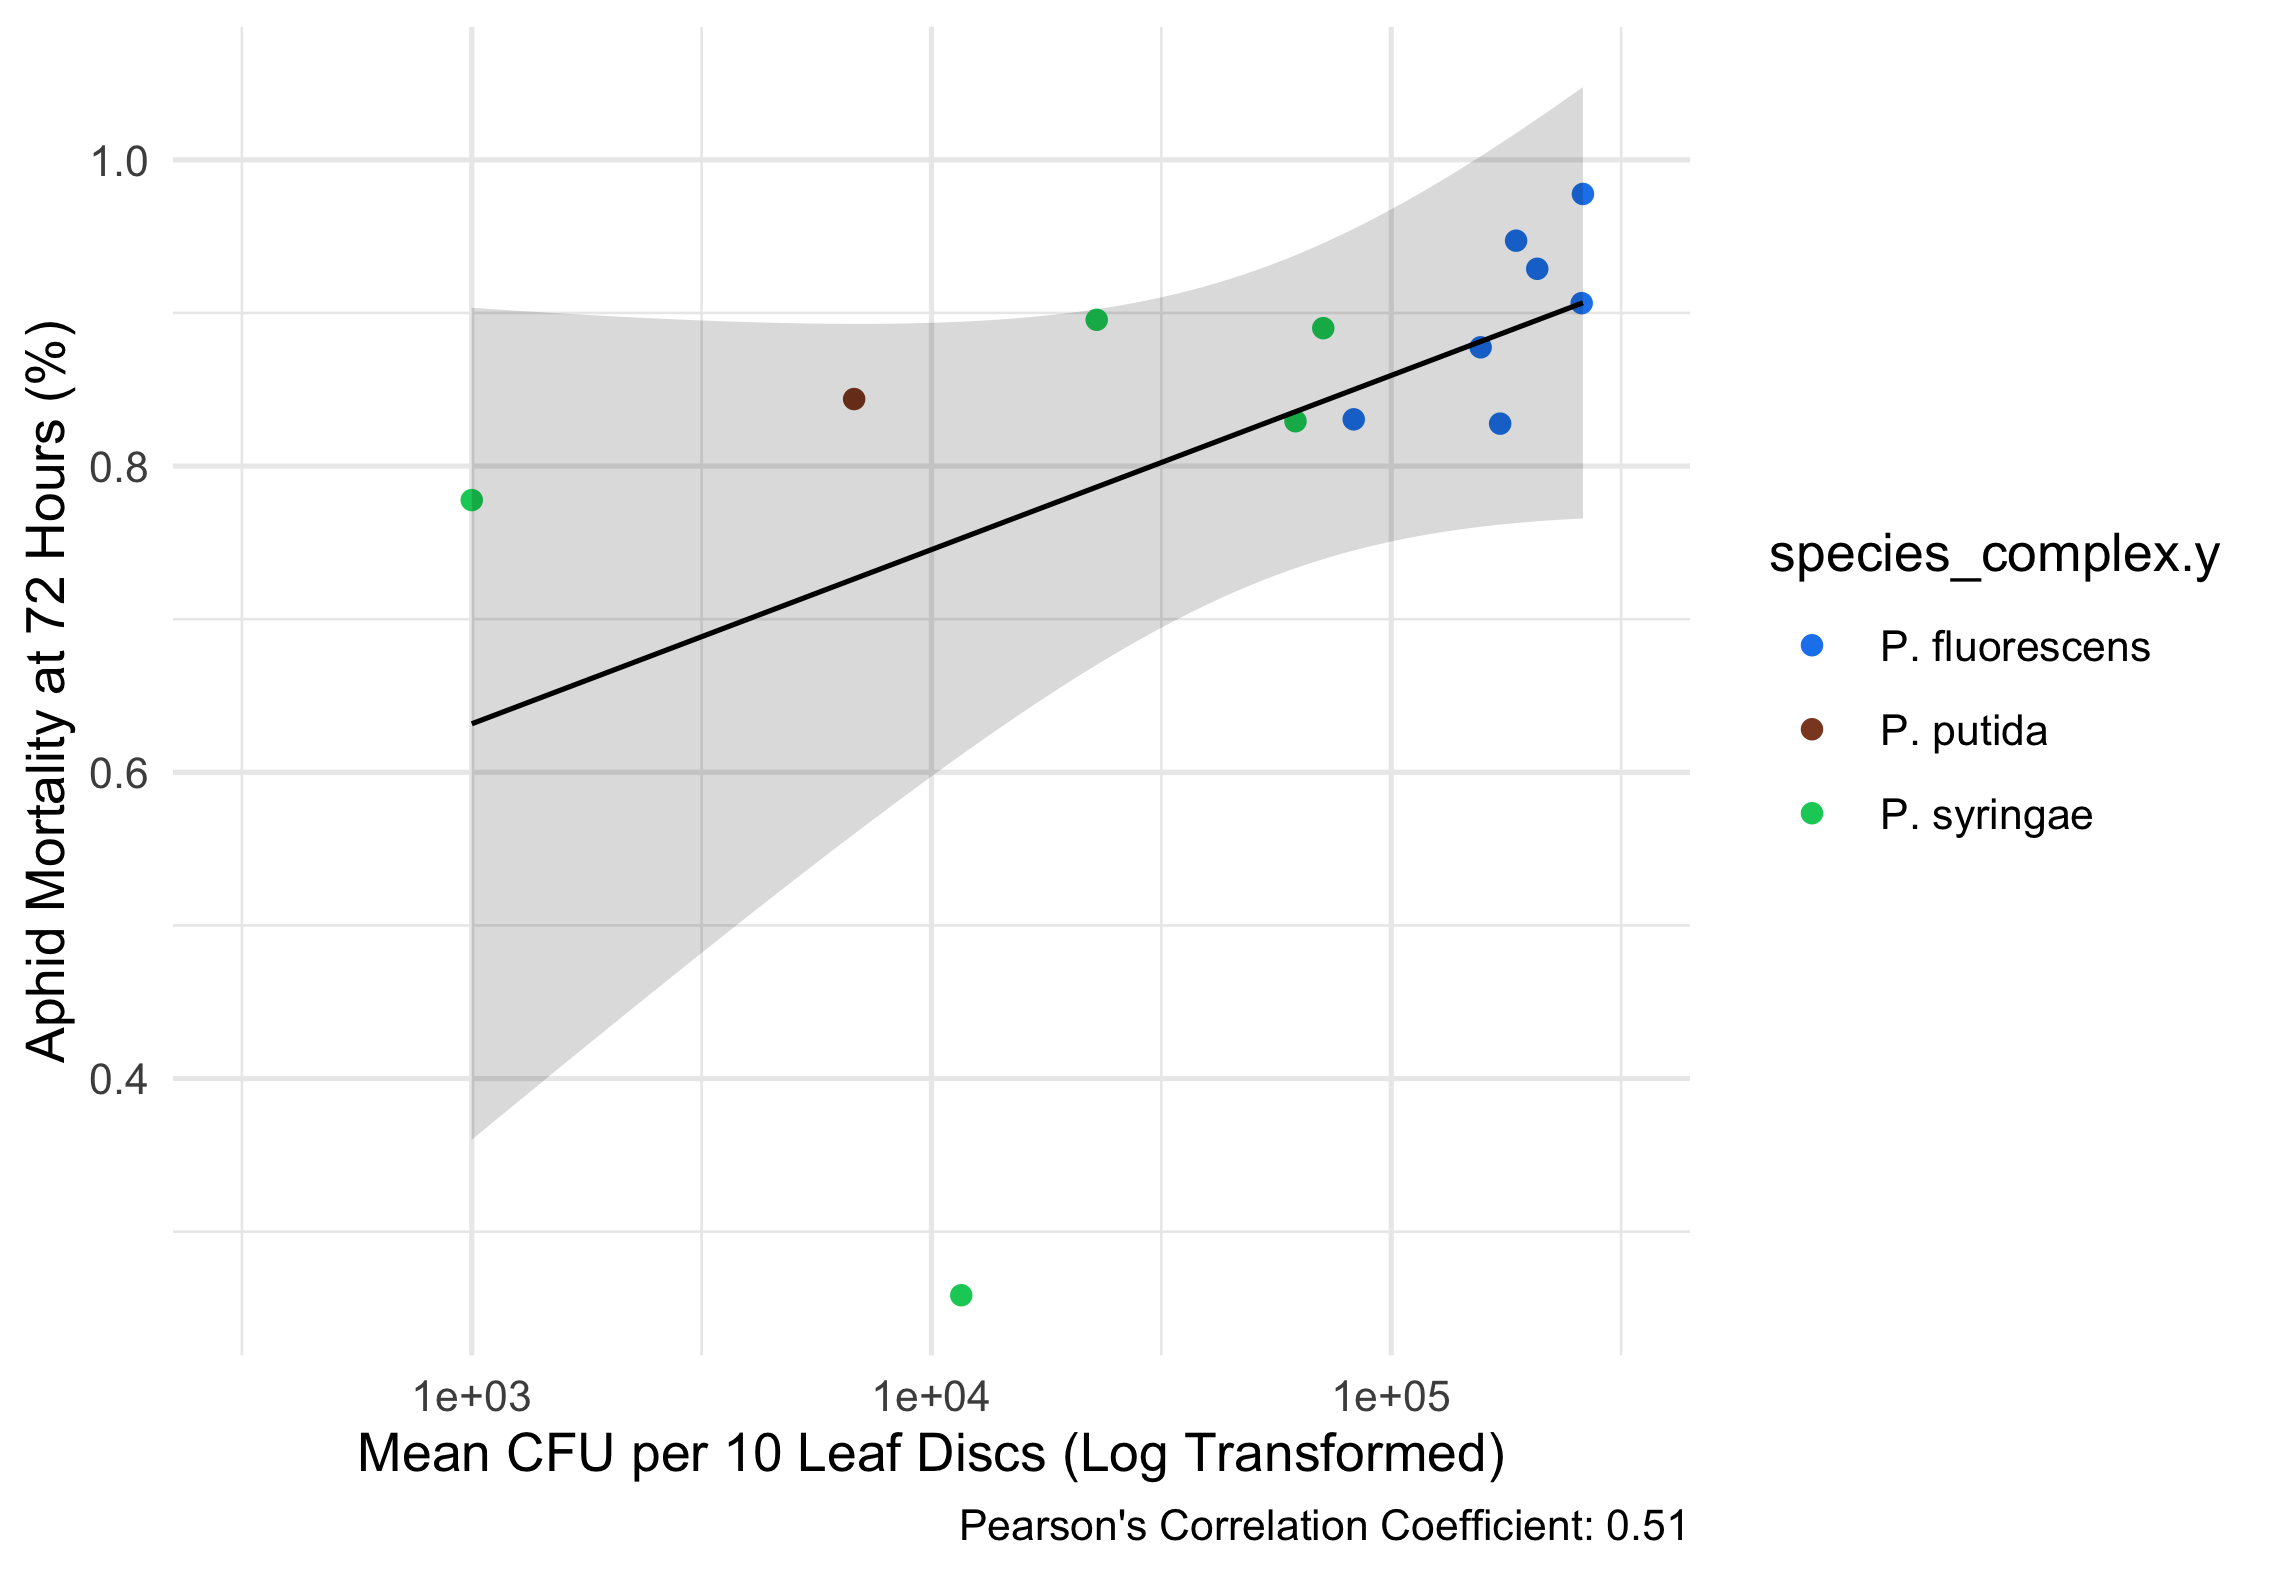 Aphid Mortality at 72 Hours (%)
1.0
0.8
0.6
0.4
1e+03 1e+04 1e+05
Mean CFU per 10 Leaf Discs (Log Transformed)
Pearson's Correlation Coefficient: 0.51
species_complex.y
P. fluorescens
P. putida
P. syringae